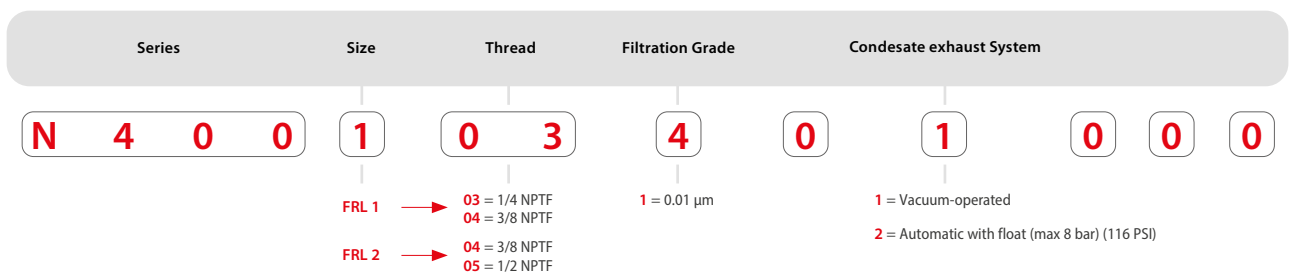 Series Size Thread Filtration Grade Condesate exhaust System
N 4 0 0 1 0 3 4 0 1 0 0 0
FRL 1 03 = 1/4 NPTF 1 = 0.01 µm 1 = Vacuum-operated
04 = 3/8 NPTF
2 = Automatic with float (max 8 bar) (116 PSI)
FRL 2 04 = 3/8 NPTF
05 = 1/2 NPTF